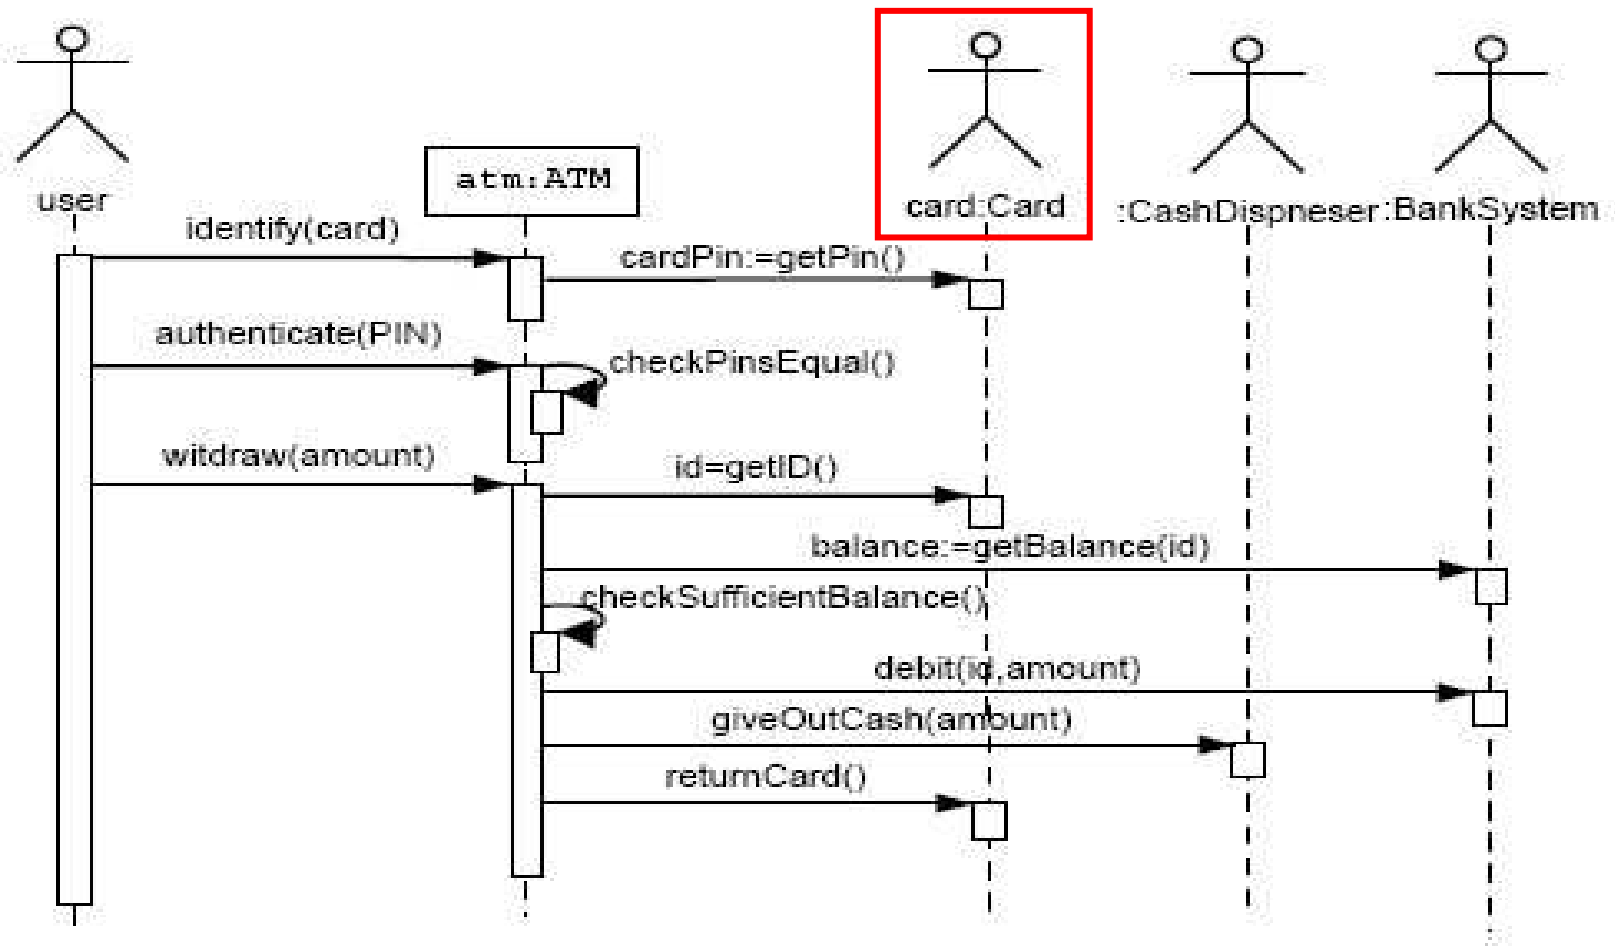 user
atm:ATM
card:Card
:CashDispneser
:BankSystem
identify(card)
cardPin:=getPin()
authenticate(PIN)
checkPinsEqual()
witdraw(amount)
id=getID()
balance:=getBalance(id)
checkSufficientBalance()
debit(id,amount)
giveOutCash(amount)
returnCard()